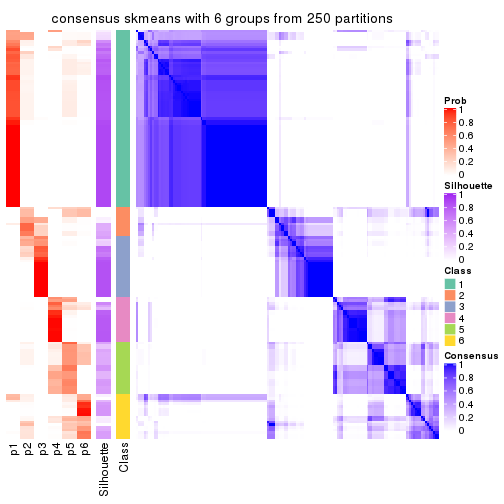 consensus skmeans with 6 groups from 250 partitions
Prob
1
0.8
0.6
0.4
0.2
0
Silhouette
1
0.8
0.6
0.4
0.2
0
Class
1
2
3
4
5
6
Consensus
1
0.8
0.6
0.4
0.2
0
p1
p2
p3
p4
p5
p6
Silhouette
Class